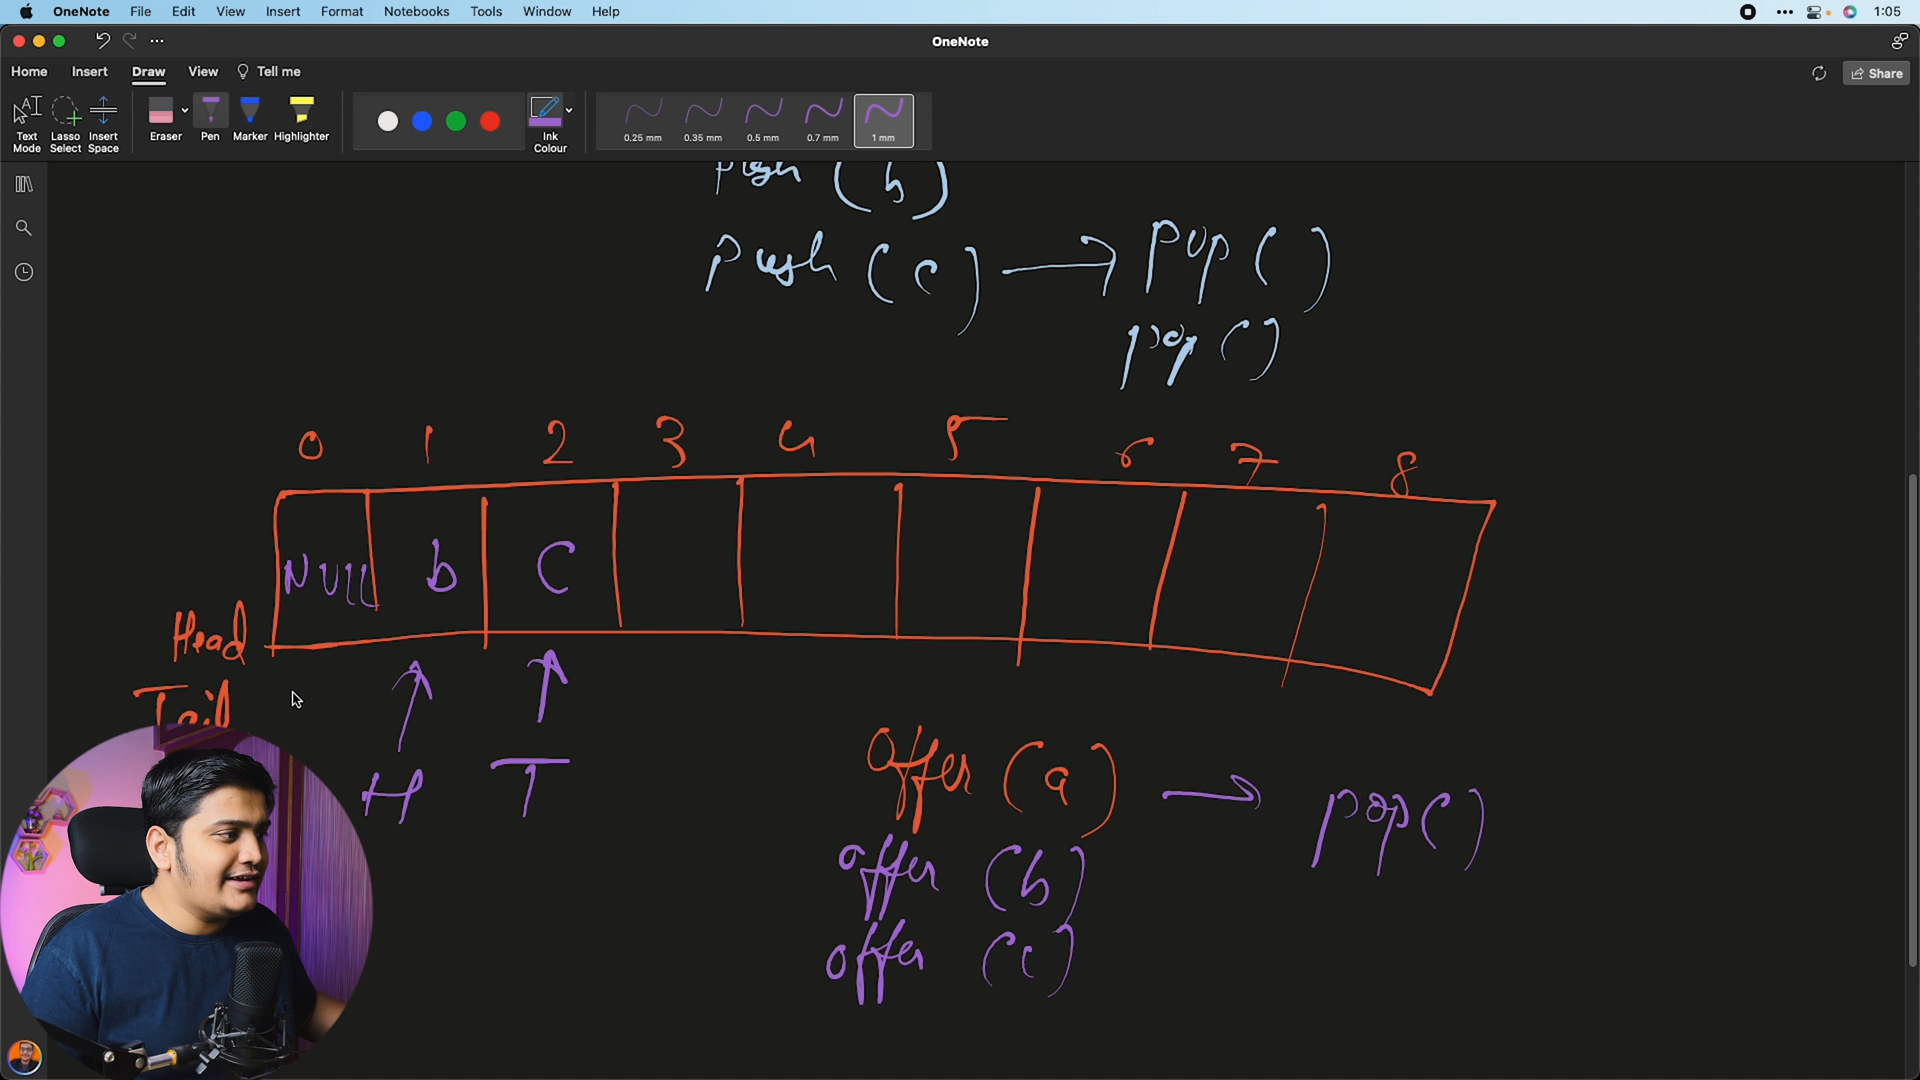 OneNote File Edit View Insert Format Notebooks Tools Window Help 1:05
OneNote
Home Insert Draw View Tell me Share
Text Mode Lasso Select Insert Space Eraser Pen Marker Highlighter Ink Colour 0.25 mm 0.35 mm 0.5 mm 0.7 mm 1 mm
push (b)
push (c) → pop ( )
pop ( )
0 1 2 3 4 5 6 7 8
NULL b C
Head
Tail
H T
offer (a) → pop( )
offer (b)
offer (c)